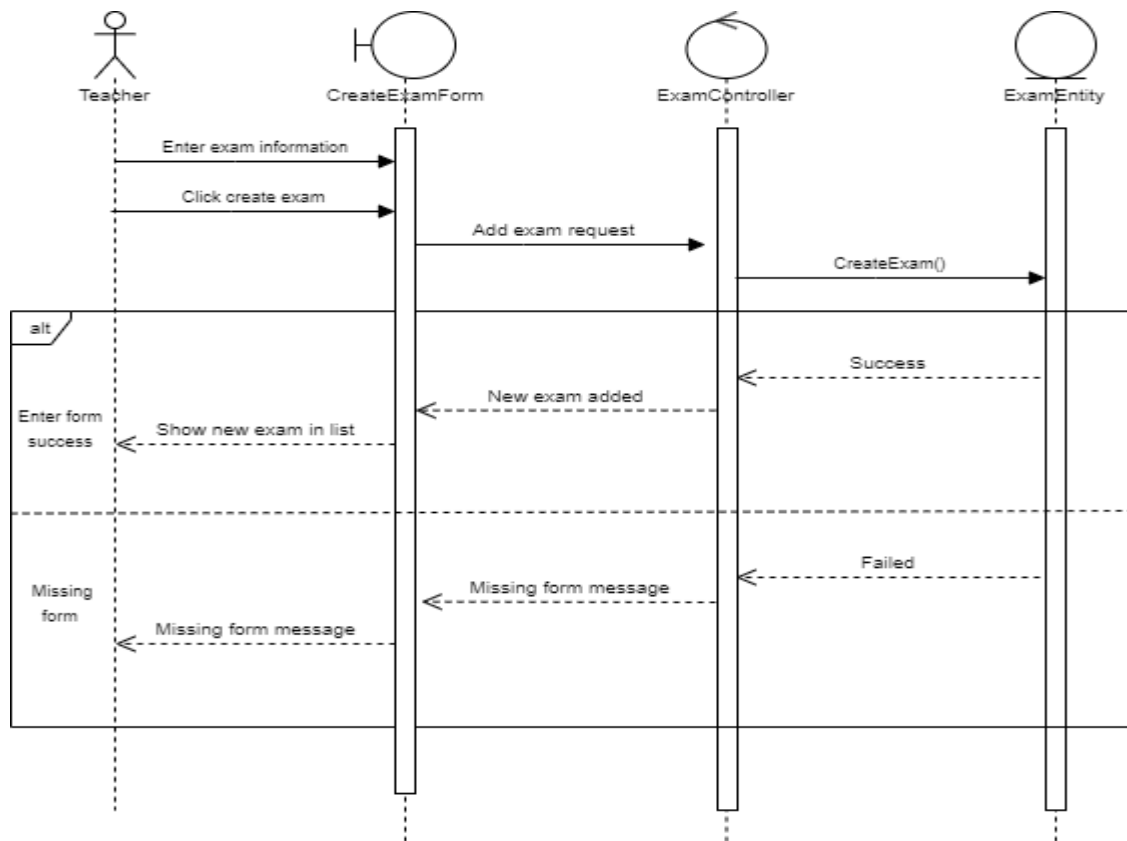 Teacher
CreateExamForm
ExamController
ExamEntity
Enter exam information
Click create exam
Add exam request
CreateExam()
alt
Success
New exam added
Enter form
success
Show new exam in list
Failed
Missing form message
Missing
form
Missing form message